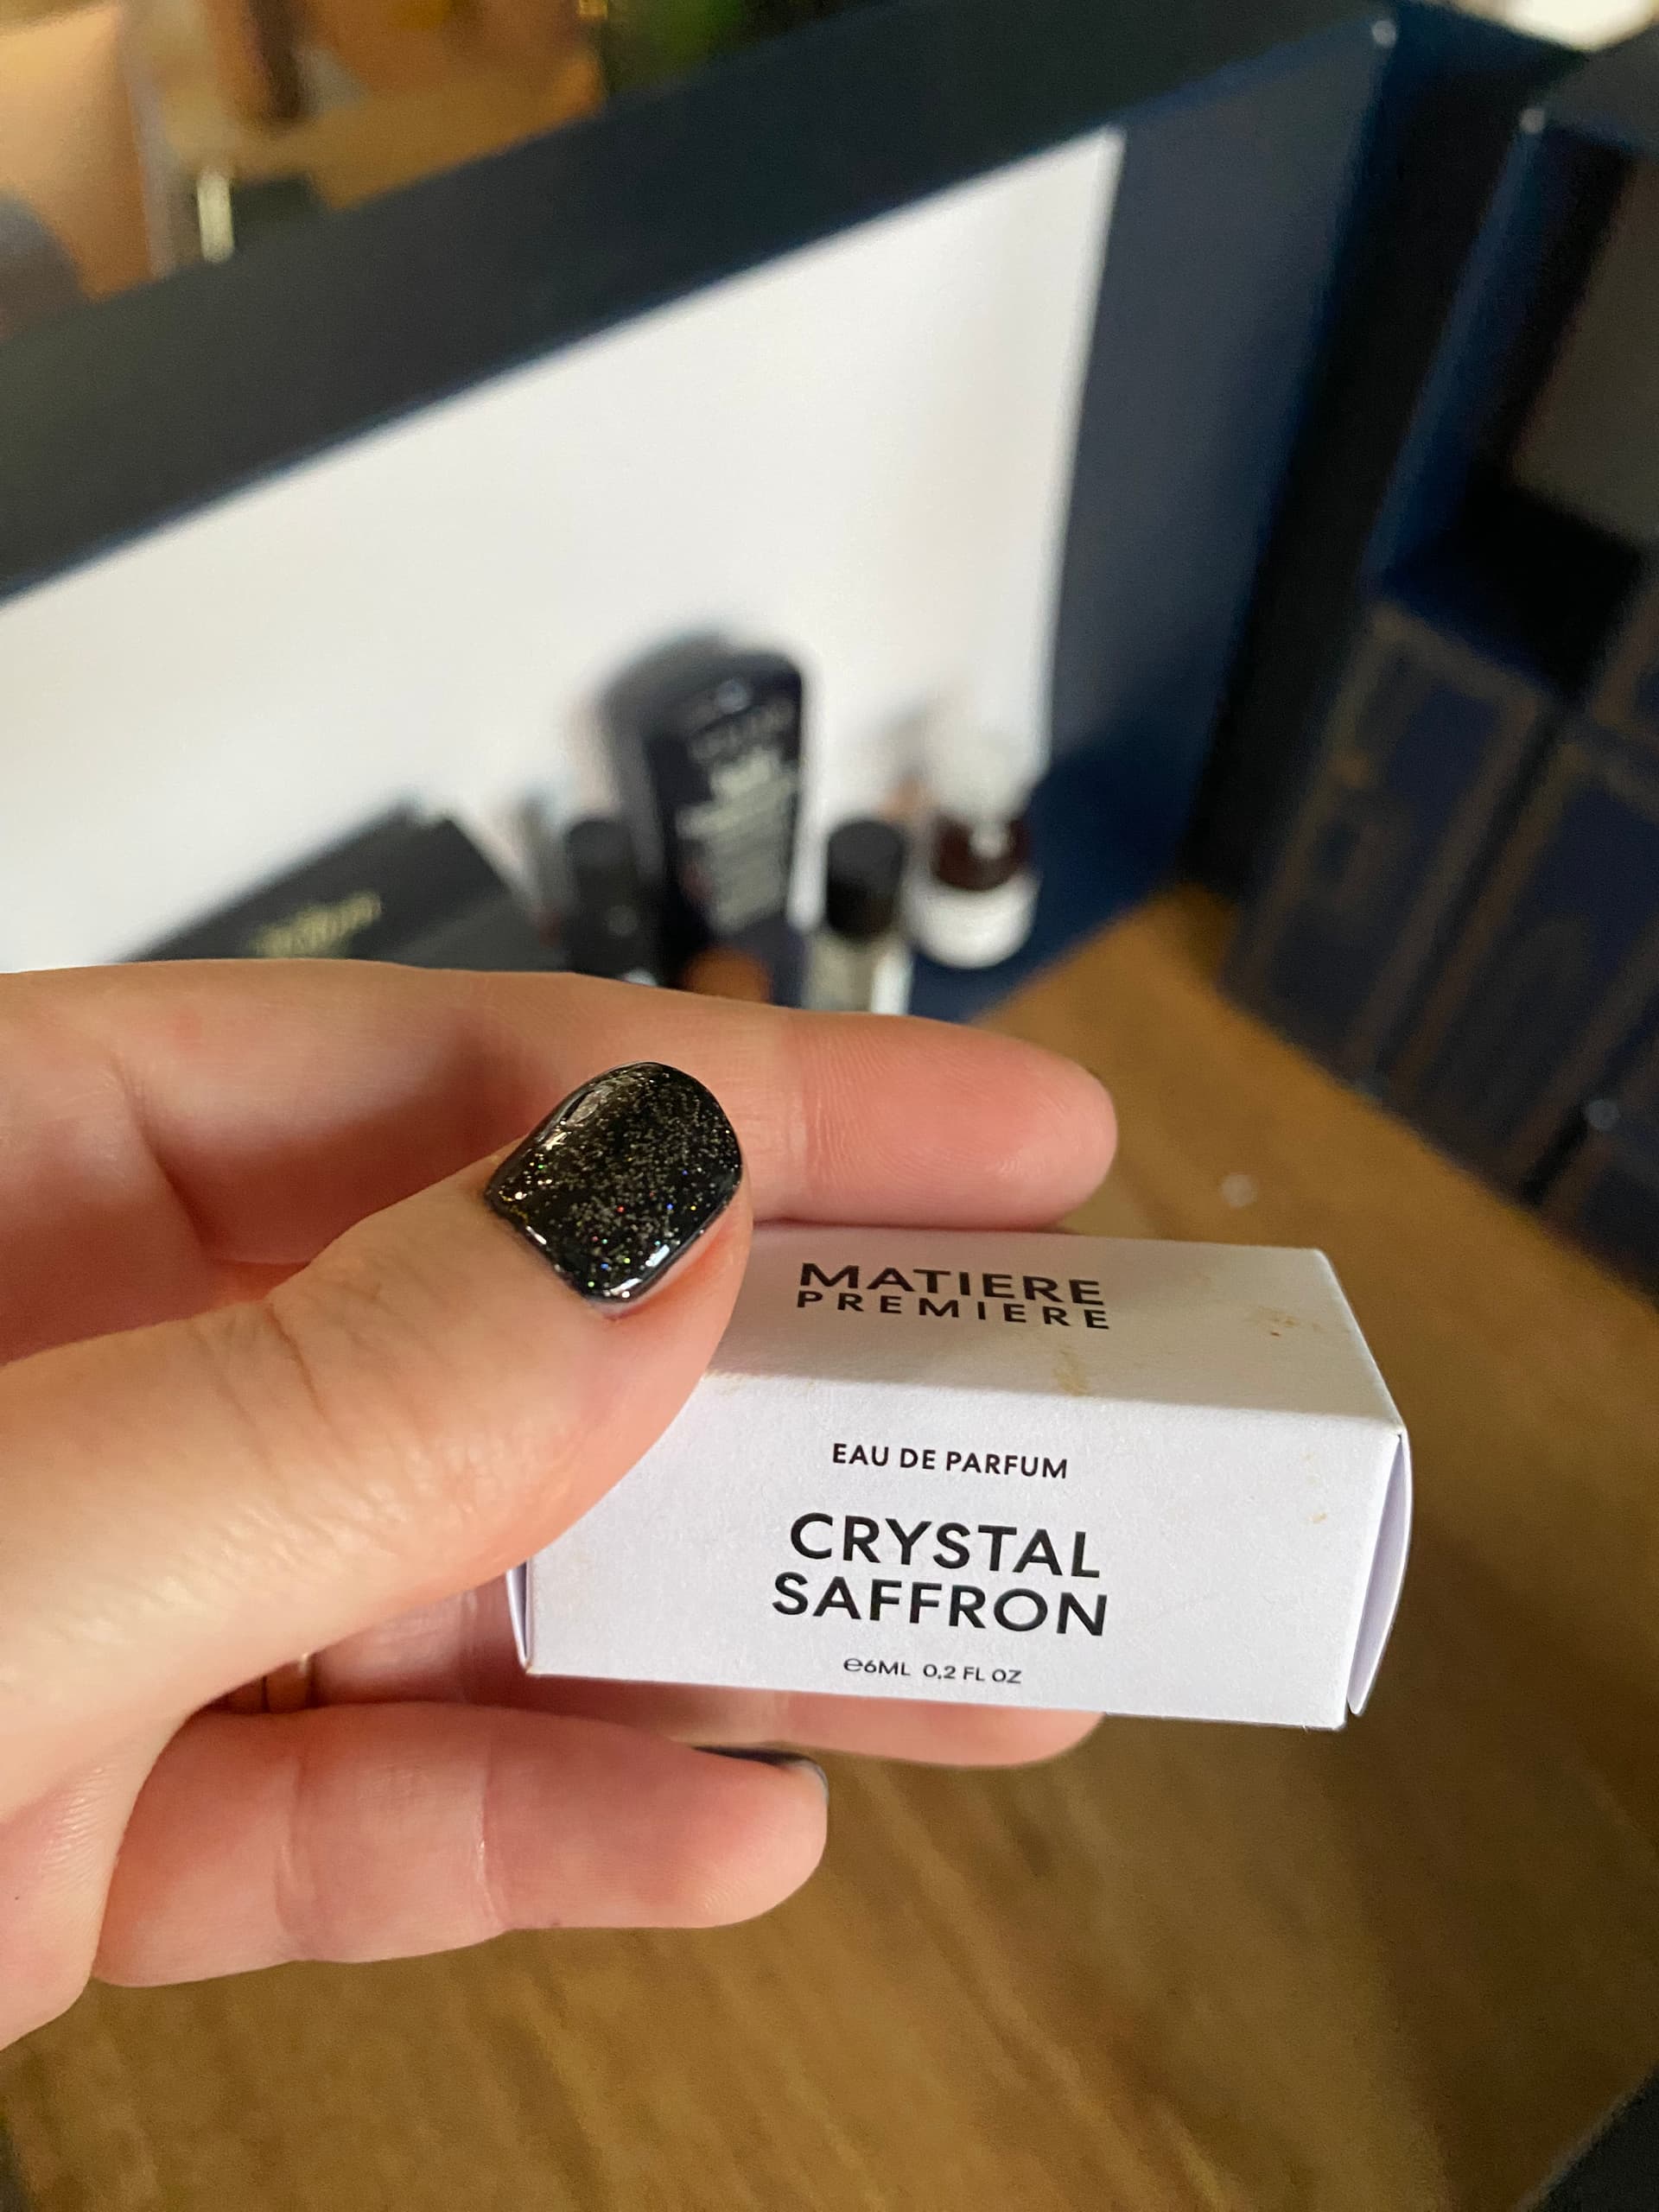 MATIERE
PREMIERE
EAU DE PARFUM
CRYSTAL
SAFFRON
℮6ML 0,2 FL OZ